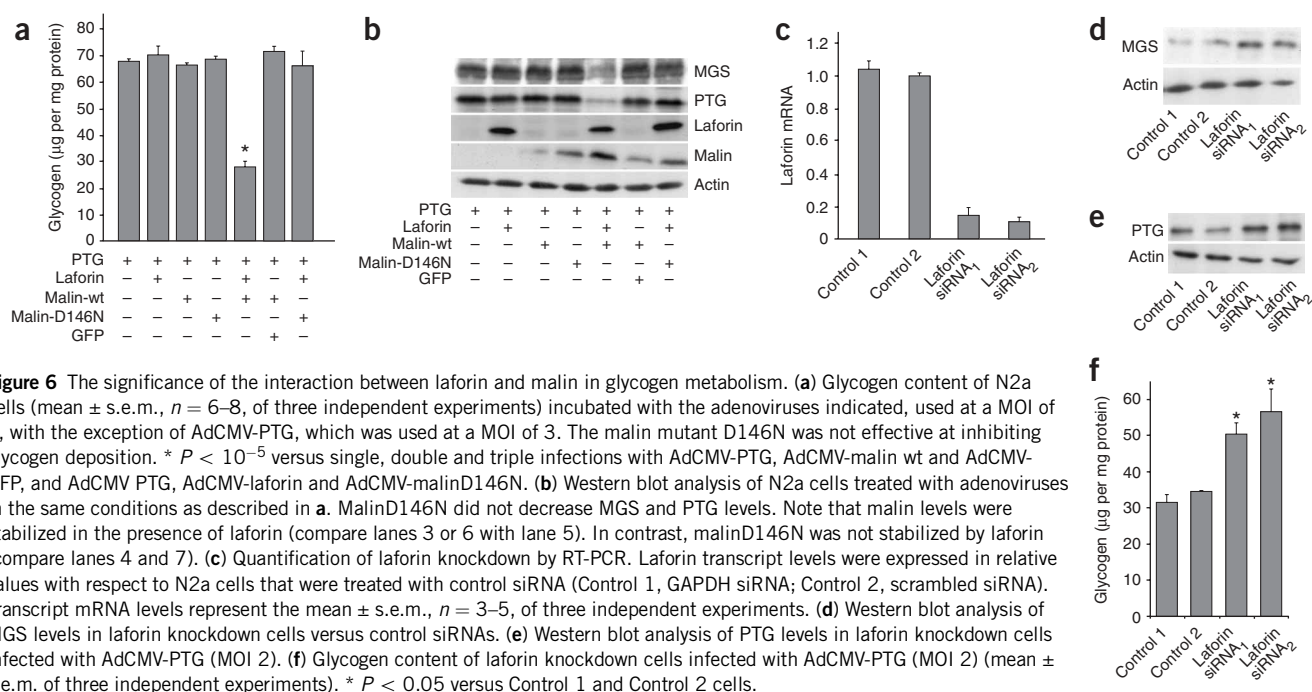 a
Glycogen (µg per mg protein)
80
70
60
50
40
30
20
10
0
*
PTG + + + + + + +
Laforin – + – – + – +
Malin-wt – – + – + + –
Malin-D146N – – – + – – +
GFP – – – – – + –
b
MGS
PTG
Laforin
Malin
Actin
PTG + + + + + + +
Laforin – + – – + – +
Malin-wt – – + – + + –
Malin-D146N – – – + – – +
GFP – – – – – + –
c
Laforin mRNA
1.2
1.0
0.8
0.6
0.4
0.2
0
Control 1
Control 2
Laforin siRNA1
Laforin siRNA2
d
MGS
Actin
Control 1
Control 2
Laforin siRNA1
Laforin siRNA2
e
PTG
Actin
Control 1
Control 2
Laforin siRNA1
Laforin siRNA2
igure 6 The significance of the interaction between laforin and malin in glycogen metabolism. (a) Glycogen content of N2a
ells (mean ± s.e.m., n = 6–8, of three independent experiments) incubated with the adenoviruses indicated, used at a MOI of
, with the exception of AdCMV-PTG, which was used at a MOI of 3. The malin mutant D146N was not effective at inhibiting
lycogen deposition. * P < 10−5 versus single, double and triple infections with AdCMV-PTG, AdCMV-malin wt and AdCMV-
FP, and AdCMV PTG, AdCMV-laforin and AdCMV-malinD146N. (b) Western blot analysis of N2a cells treated with adenoviruses
n the same conditions as described in a. MalinD146N did not decrease MGS and PTG levels. Note that malin levels were
tabilized in the presence of laforin (compare lanes 3 or 6 with lane 5). In contrast, malinD146N was not stabilized by laforin
compare lanes 4 and 7). (c) Quantification of laforin knockdown by RT-PCR. Laforin transcript levels were expressed in relative
alues with respect to N2a cells that were treated with control siRNA (Control 1, GAPDH siRNA; Control 2, scrambled siRNA).
ranscript mRNA levels represent the mean ± s.e.m., n = 3–5, of three independent experiments. (d) Western blot analysis of
GS levels in laforin knockdown cells versus control siRNAs. (e) Western blot analysis of PTG levels in laforin knockdown cells
nfected with AdCMV-PTG (MOI 2). (f) Glycogen content of laforin knockdown cells infected with AdCMV-PTG (MOI 2) (mean ±
.e.m. of three independent experiments). * P < 0.05 versus Control 1 and Control 2 cells.
f
Glycogen (µg per mg protein)
60
50
40
30
20
10
0
*
*
Control 1
Control 2
Laforin siRNA1
Laforin siRNA2